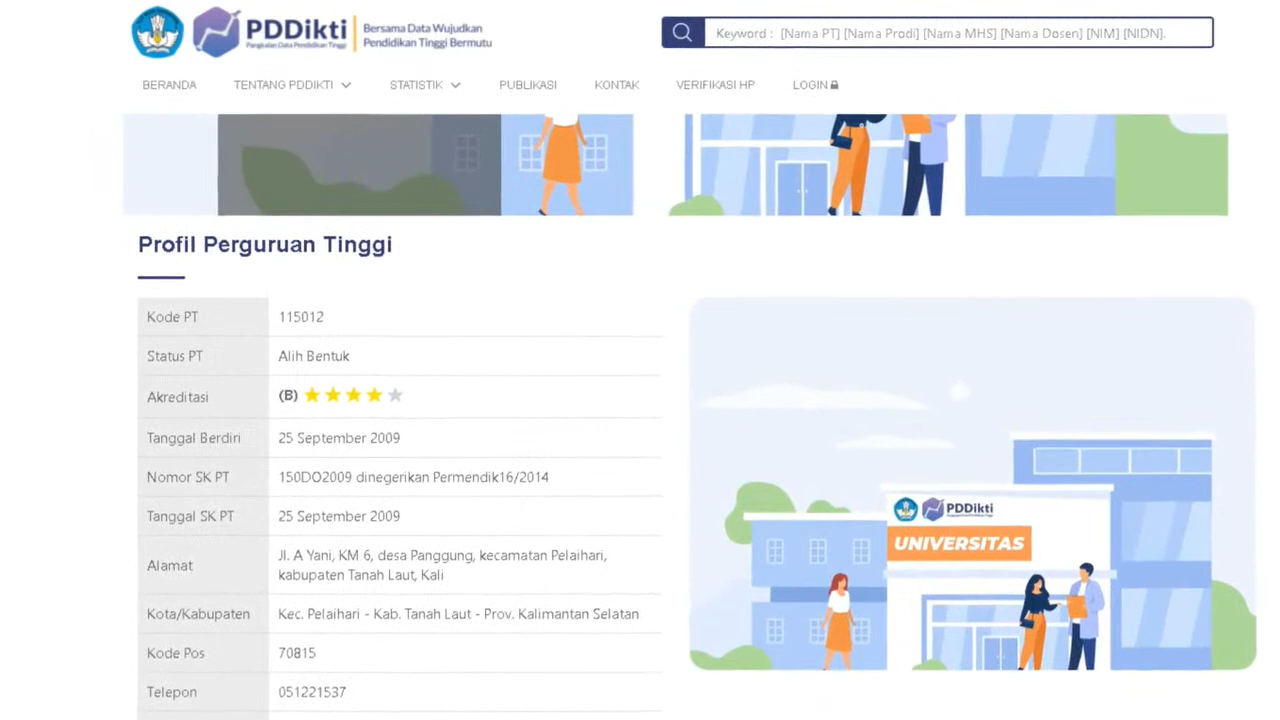 PDDikti
Pangkalan Data Pendidikan Tinggi
Bersama Data Wujudkan
Pendidikan Tinggi Bermutu
Keyword : [Nama PT] [Nama Prodi] [Nama MHS] [Nama Dosen] [NIM] [NIDN].
BERANDA TENTANG PDDIKTI STATISTIK PUBLIKASI KONTAK VERIFIKASI HP LOGIN
Profil Perguruan Tinggi
Kode PT 115012
Status PT Alih Bentuk
Akreditasi (B)
Tanggal Berdiri 25 September 2009
Nomor SK PT 150DO2009 dinegerikan Permendik16/2014
Tanggal SK PT 25 September 2009
Alamat Jl. A Yani, KM 6, desa Panggung, kecamatan Pelaihari,
kabupaten Tanah Laut, Kali
Kota/Kabupaten Kec. Pelaihari - Kab. Tanah Laut - Prov. Kalimantan Selatan
Kode Pos 70815
Telepon 051221537
PDDikti
UNIVERSITAS